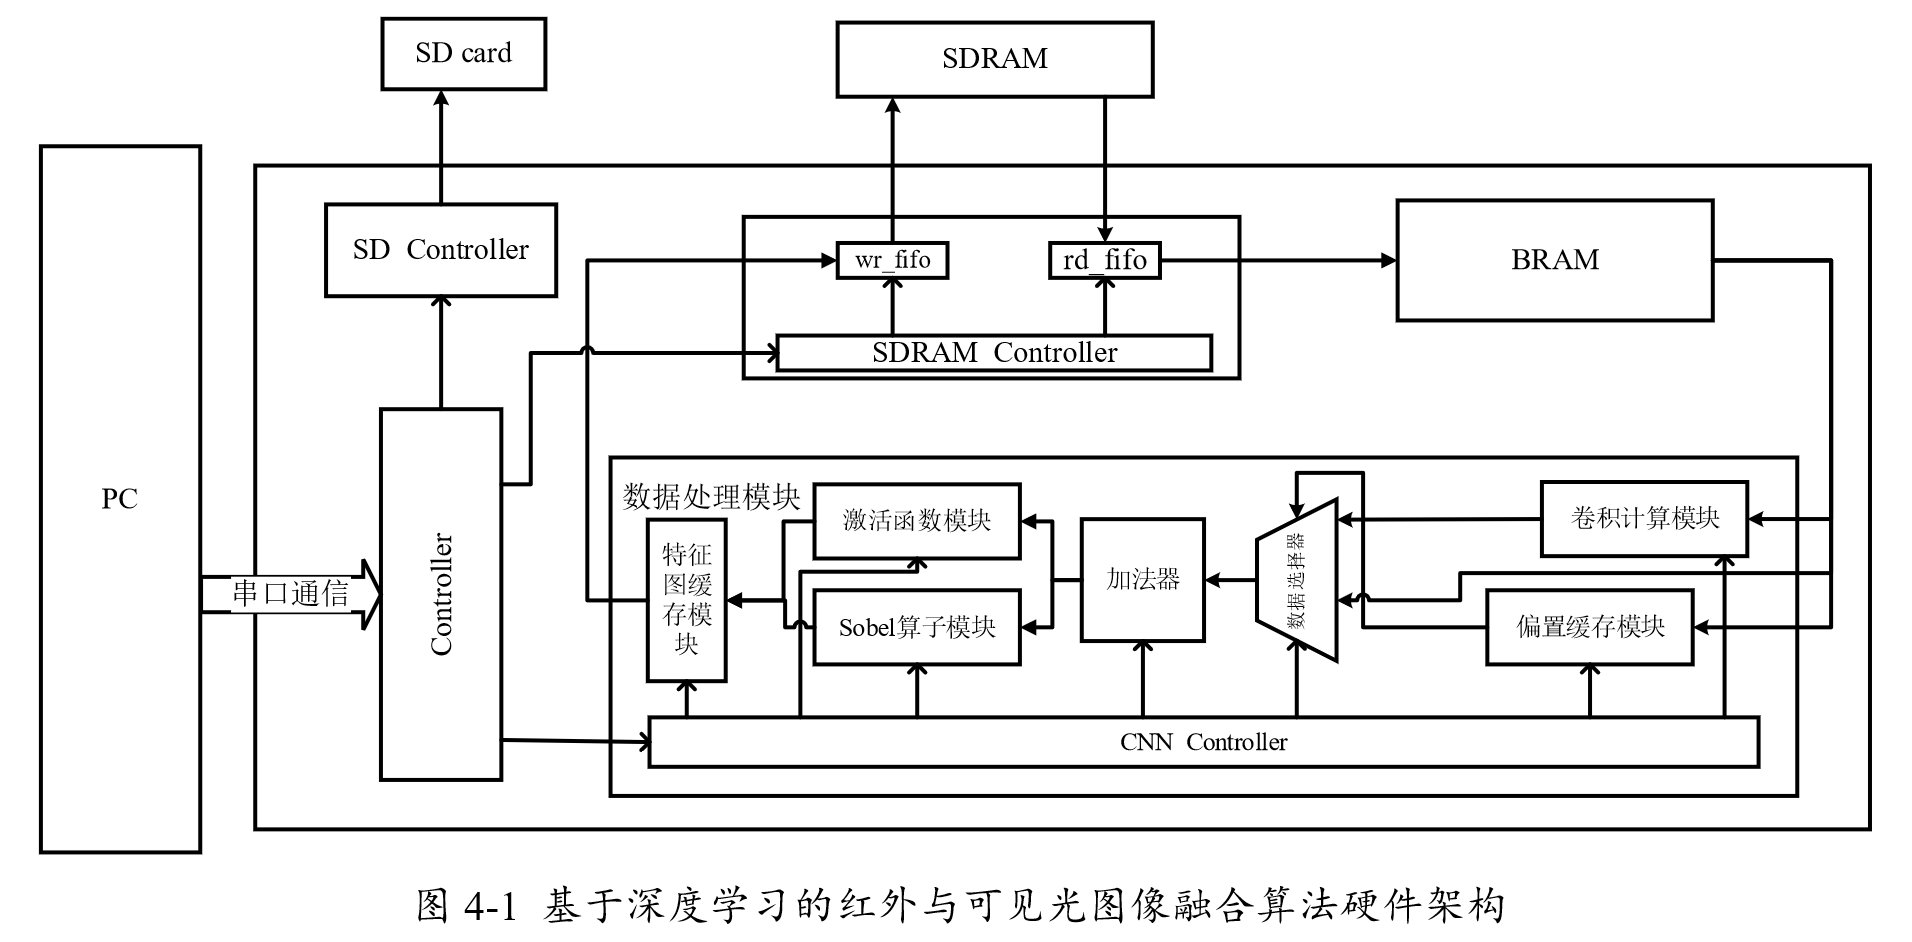 SD card
SDRAM
SD Controller
wr_fifo
rd_fifo
BRAM
SDRAM Controller
PC
串口通信
Controller
数据处理模块
特征
图缓
存模
块
激活函数模块
Sobel算子模块
加法器
数据选择器
卷积计算模块
偏置缓存模块
CNN Controller
图 4-1 基于深度学习的红外与可见光图像融合算法硬件架构